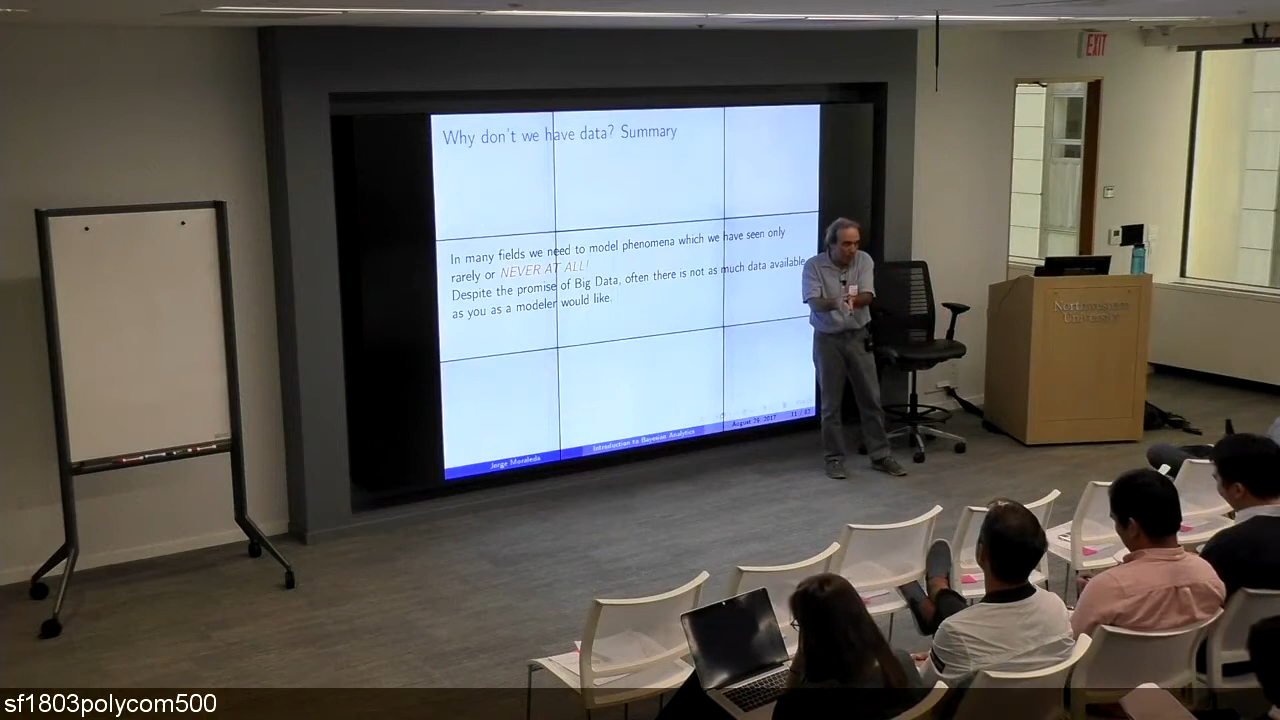 EXIT
Why don't we have data? Summary
In many fields we need to model phenomena which we have seen only
rarely or NEVER AT ALL!
Despite the promise of Big Data, often there is not as much data available
as you as a modeler would like.
Jorge Moraleda
Introduction to Bayesian Analytics
August 29, 2017
Northwestern
University
sf1803polycom500